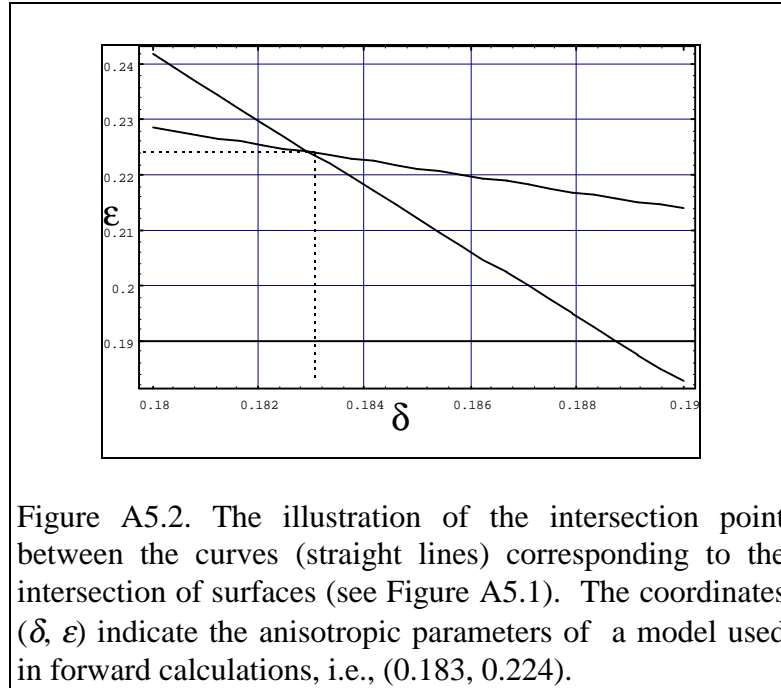 0.24
0.23
0.22
ε
0.21
0.2
0.19
0.18 0.182 0.184 0.186 0.188 0.19
δ
Figure A5.2. The illustration of the intersection point
between the curves (straight lines) corresponding to the
intersection of surfaces (see Figure A5.1). The coordinates
(δ, ε) indicate the anisotropic parameters of a model used
in forward calculations, i.e., (0.183, 0.224).